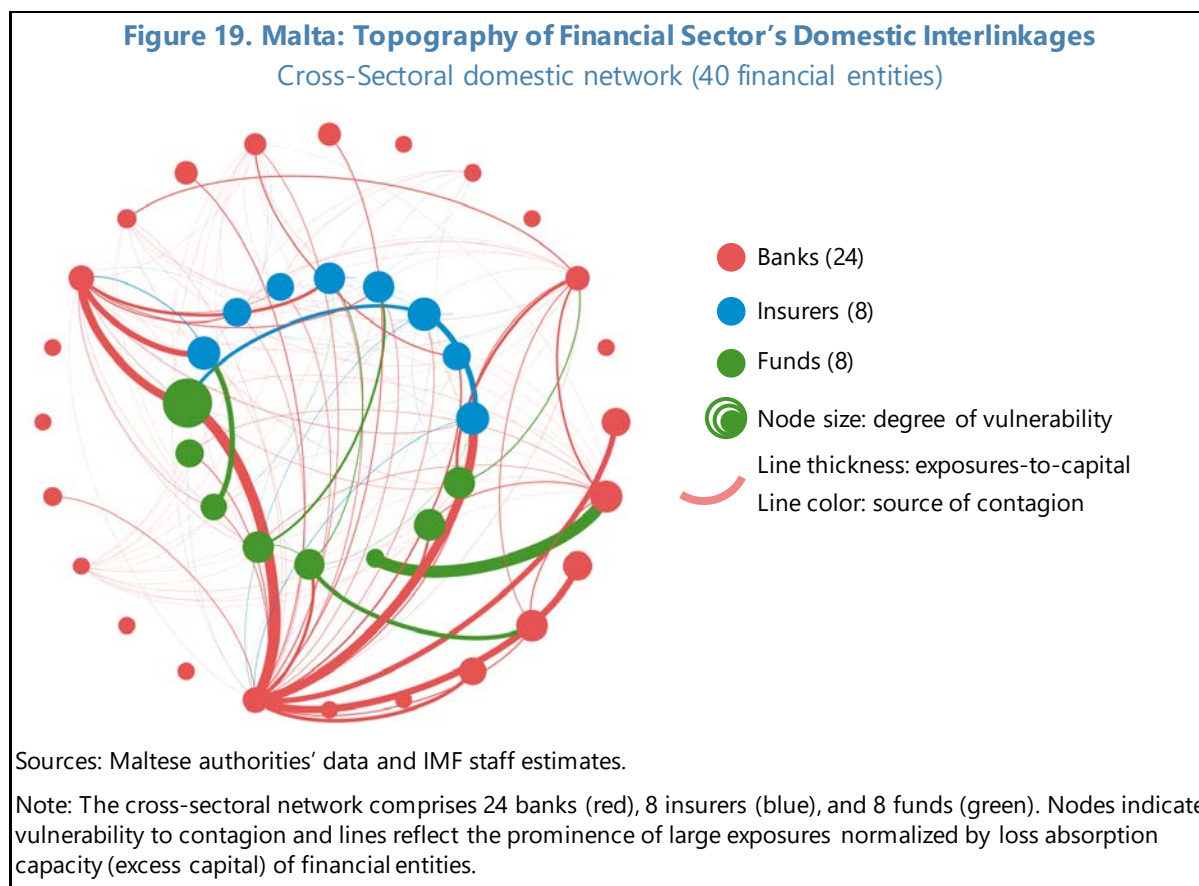 Figure 19. Malta: Topography of Financial Sector's Domestic Interlinkages
Cross-Sectoral domestic network (40 financial entities)
Banks (24)
Insurers (8)
Funds (8)
Node size: degree of vulnerability
Line thickness: exposures-to-capital
Line color: source of contagion
Sources: Maltese authorities' data and IMF staff estimates.
Note: The cross-sectoral network comprises 24 banks (red), 8 insurers (blue), and 8 funds (green). Nodes indicate
vulnerability to contagion and lines reflect the prominence of large exposures normalized by loss absorption
capacity (excess capital) of financial entities.